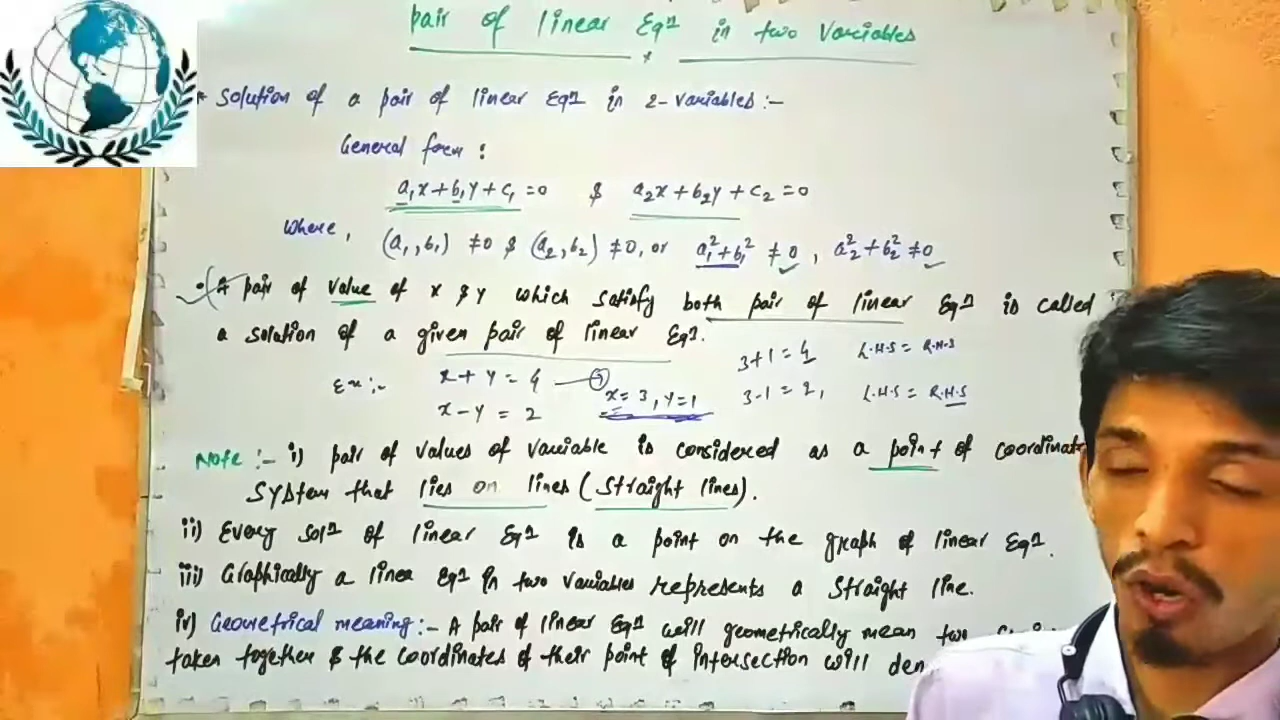 Pair of linear Eqn in two Variables
* Solution of a pair of linear Eqn in 2-variables:-
General form:
a₁x+b₁y+c₁=0 $ a₂x+b₂y+c₂=0
Where, (a₁,b₁) ≠0 $ (a₂,b₂) ≠0, or a₁²+b₁² ≠0, a₂²+b₂² ≠0
A pair of value of x $ y which satisfy both pair of linear Eqn is called
a solution of a given pair of linear Eqn.
Ex:- x+y=4 —①
x-y=2
x=3, y=1
3+1=4 L.H.S = R.H.S
3-1=2, L.H.S = R.H.S
Note:- i) pair of values of variable is considered as a point of coordinate
System that lies on lines (straight lines).
ii) Every soln of linear Eqn is a point on the graph of linear Eqn.
iii) Graphically a linea Eqn in two variables represents a straight line.
iv) Geometrical meaning:- A pair of linear Eqn will geometrically mean two
taken together & the coordinates of their point of intersection will